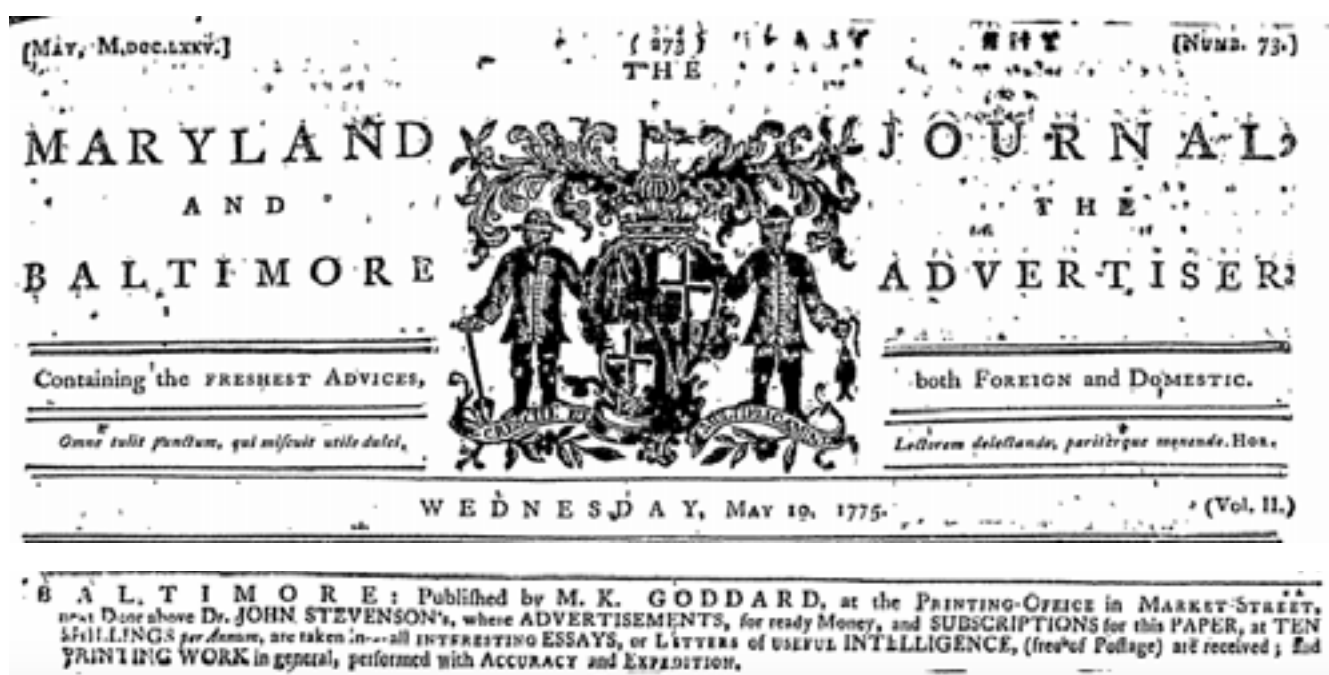 [MAY, M,DCC,LXXV.]
( 273 )
[NUMB. 73.]
THE
MARYLAND JOURNAL,
AND THE
BALTIMORE ADVERTISER.
Containing the FRESHEST ADVICES, both FOREIGN and DOMESTIC.
Omne tulit punctum, qui miſcuit utile dulci, Lectorem delectando, pariterque monendo. HOR.
CRESCITE ET MULTIPLICAMINI
WEDNESDAY, MAY 10. 1775. (Vol. II.)
BALTIMORE: Publiſhed by M. K. GODDARD, at the PRINTING-OFFICE in MARKET-STREET,
next Door above Dr. JOHN STEVENSON's, where ADVERTISEMENTS, for ready Money, and SUBSCRIPTIONS for this PAPER, at TEN
SHILLINGS per Annum, are taken in----all INTERESTING ESSAYS, or LETTERS of USEFUL INTELLIGENCE, (free of Poſtage) are received; and
PRINTING WORK in general, performed with ACCURACY and EXPEDITION.